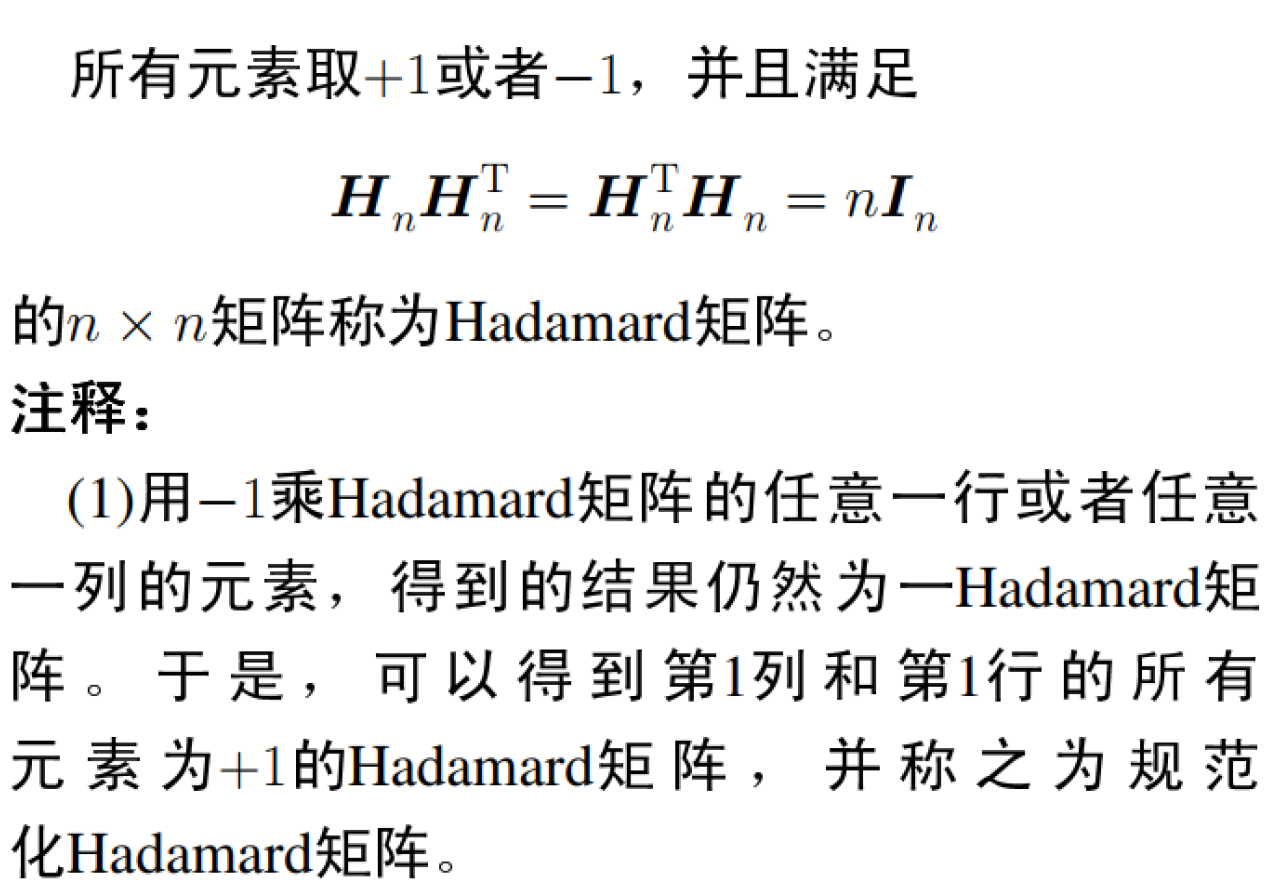 所有元素取+1或者−1，并且满足
$\boldsymbol{H}_n\boldsymbol{H}_n^{\mathrm{T}} = \boldsymbol{H}_n^{\mathrm{T}}\boldsymbol{H}_n = n\boldsymbol{I}_n$
的$n \times n$矩阵称为Hadamard矩阵。
注释：
(1)用−1乘Hadamard矩阵的任意一行或者任意
一列的元素，得到的结果仍然为一Hadamard矩
阵。于是，可以得到第1列和第1行的所有
元素为+1的Hadamard矩阵，并称之为规范
化Hadamard矩阵。